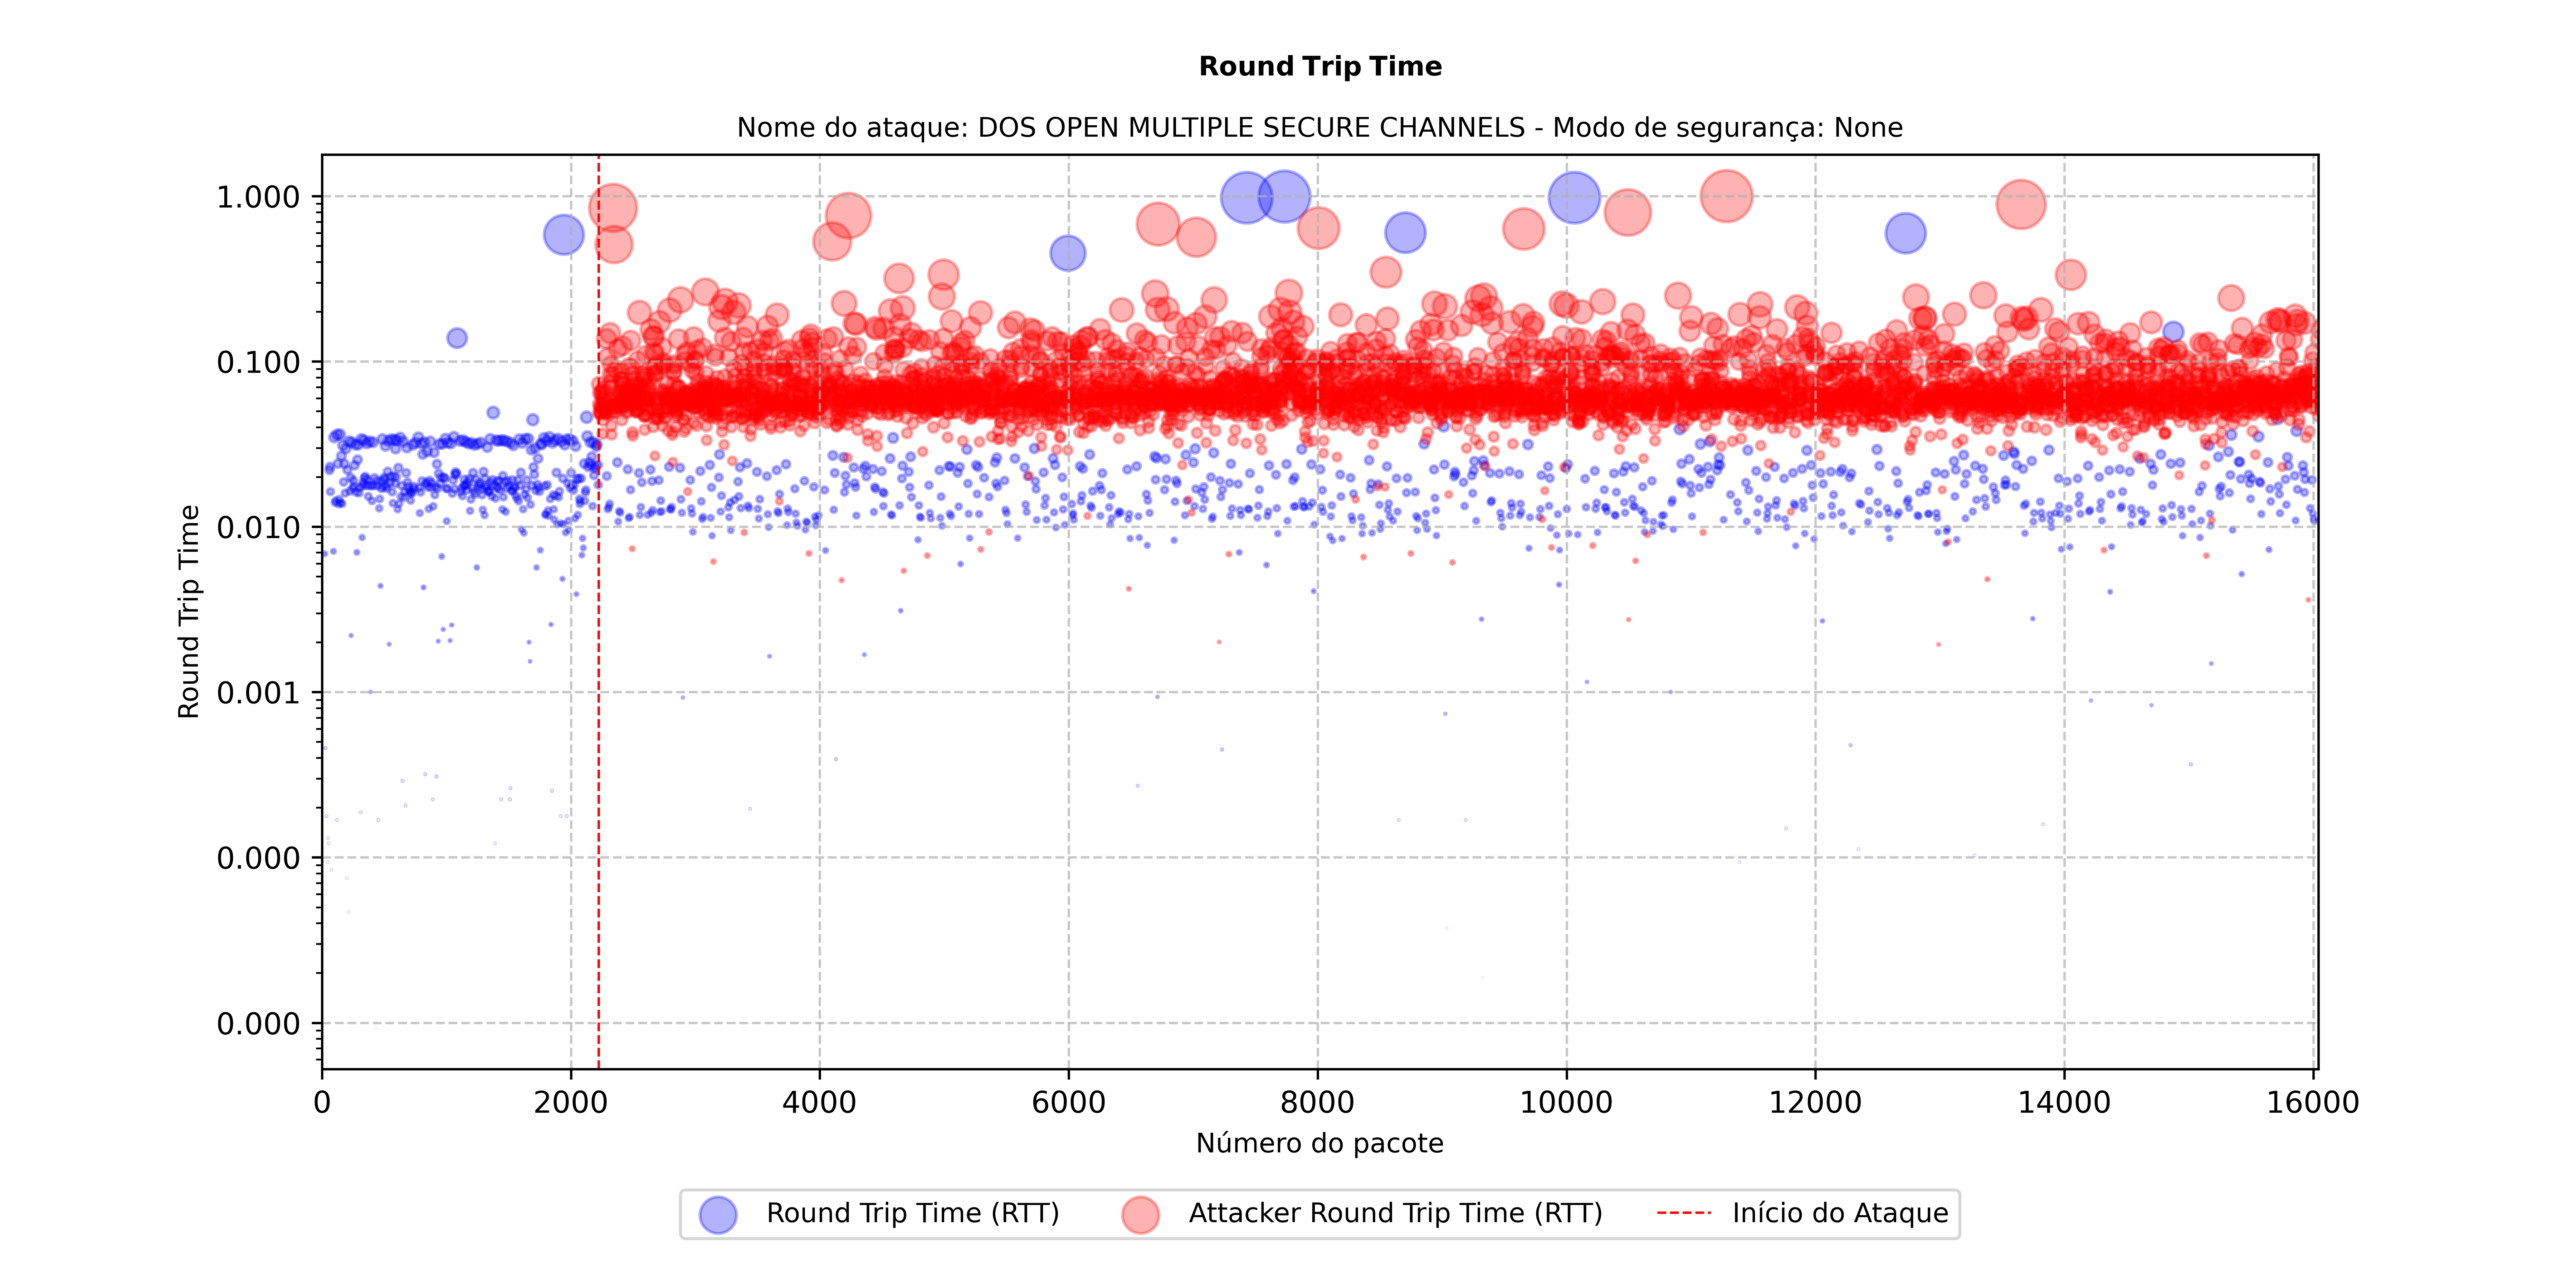 Round Trip Time
Nome do ataque: DOS OPEN MULTIPLE SECURE CHANNELS - Modo de segurança: None
Round Trip Time
1.000
0.100
0.010
0.001
0.000
0.000
0 2000 4000 6000 8000 10000 12000 14000 16000
Número do pacote
Round Trip Time (RTT) Attacker Round Trip Time (RTT) Início do Ataque